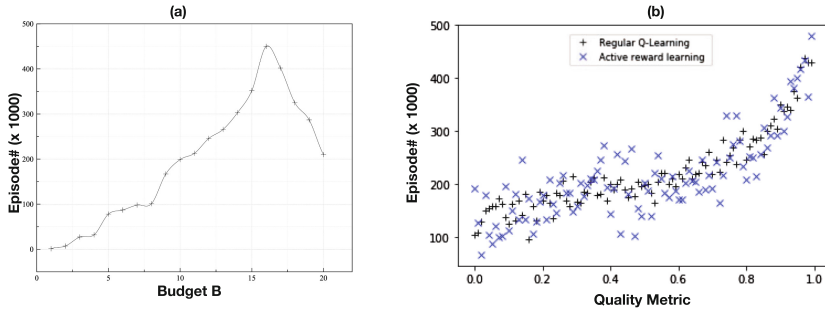 (a)
500
400
300
200
100
0
0
5
10
15
20
Episode# (x 1000)
Budget B
(b)
500
400
300
200
100
0.0
0.2
0.4
0.6
0.8
1.0
Episode# (x 1000)
Quality Metric
Regular Q-Learning
Active reward learning